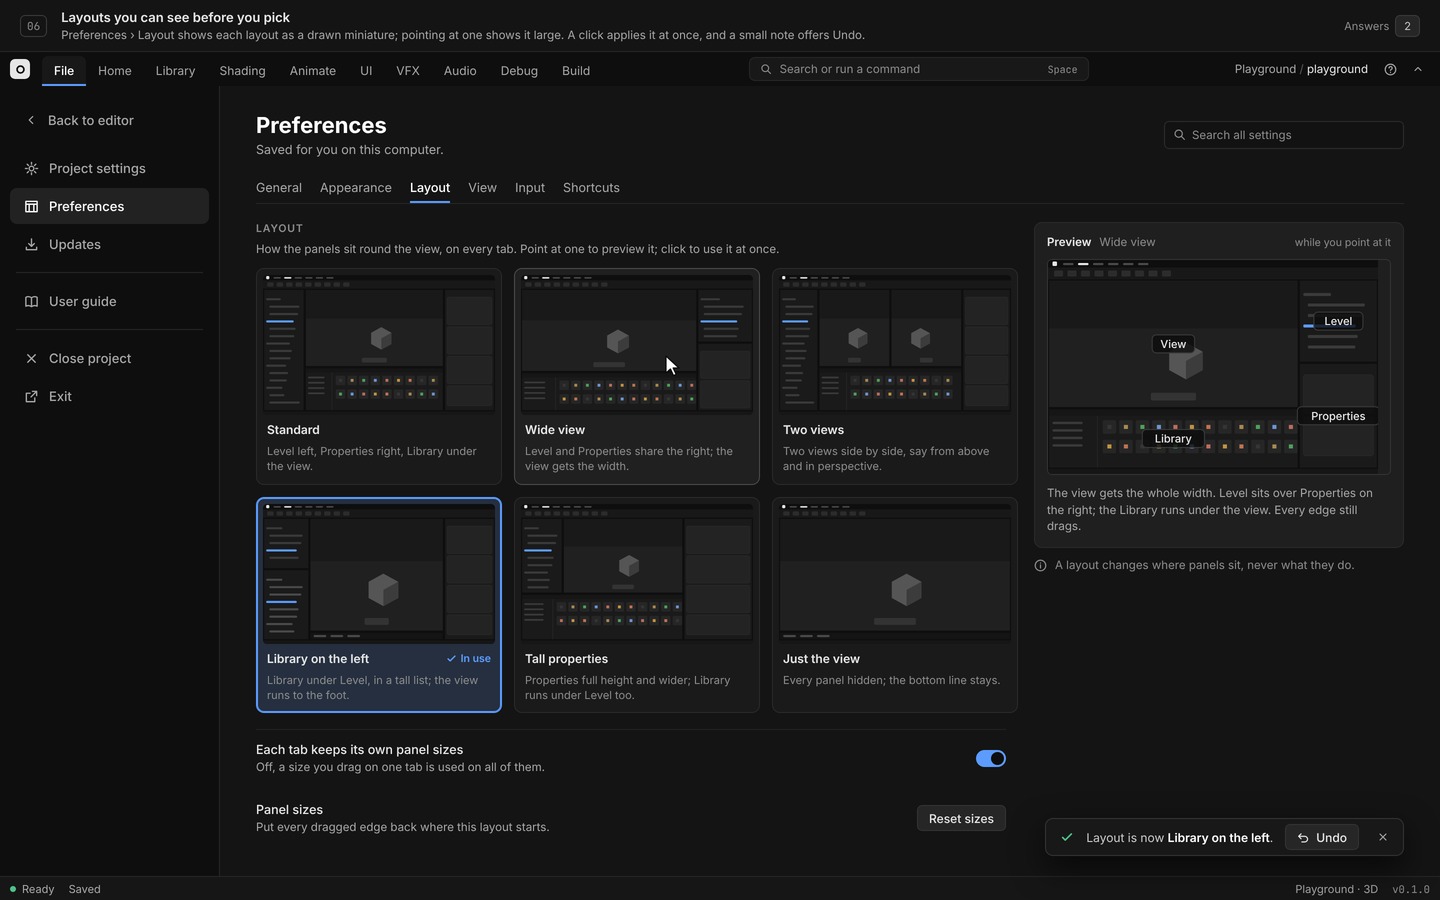 06
Layouts you can see before you pick
Preferences › Layout shows each layout as a drawn miniature; pointing at one shows it large. A click applies it at once, and a small note offers Undo.
Answers 2
File Home Library Shading Animate UI VFX Audio Debug Build
Search or run a command Space
Playground / playground
Back to editor
Project settings
Preferences
Updates
User guide
Close project
Exit
Preferences
Saved for you on this computer.
Search all settings
General Appearance Layout View Input Shortcuts
LAYOUT
How the panels sit round the view, on every tab. Point at one to preview it; click to use it at once.
Standard
Level left, Properties right, Library under
the view.
Wide view
Level and Properties share the right; the
view gets the width.
Two views
Two views side by side, say from above
and in perspective.
Library on the left
In use
Library under Level, in a tall list; the view
runs to the foot.
Tall properties
Properties full height and wider; Library
runs under Level too.
Just the view
Every panel hidden; the bottom line stays.
Preview Wide view while you point at it
Level
View
Properties
Library
The view gets the whole width. Level sits over Properties on
the right; the Library runs under the view. Every edge still
drags.
A layout changes where panels sit, never what they do.
Each tab keeps its own panel sizes
Off, a size you drag on one tab is used on all of them.
Panel sizes
Put every dragged edge back where this layout starts.
Reset sizes
Layout is now Library on the left. Undo
Ready Saved
Playground · 3D v0.1.0